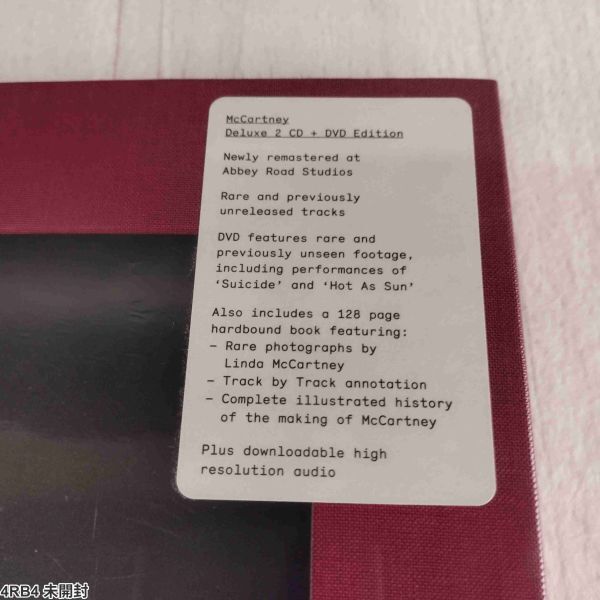 McCartney
Deluxe 2 CD + DVD Edition
Newly remastered at
Abbey Road Studios
Rare and previously
unreleased tracks
DVD features rare and
previously unseen footage,
including performances of
‘Suicide’ and ‘Hot As Sun’
Also includes a 128 page
hardbound book featuring:
– Rare photographs by
Linda McCartney
– Track by Track annotation
– Complete illustrated history
of the making of McCartney
Plus downloadable high
resolution audio
4RB4 未開封